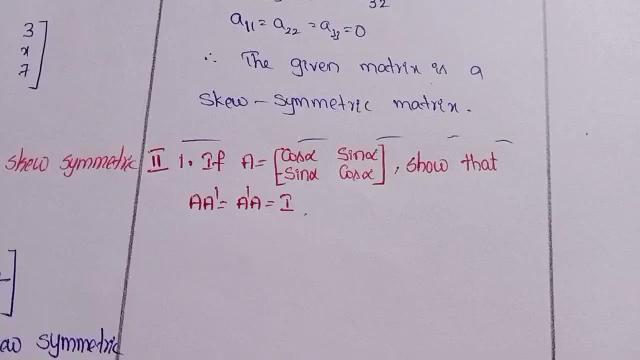 3
x
7
32
a11 = a22 = a33 = 0
∴ The given matrix is a
skew - symmetric matrix.
skew symmetric
II 1. If A = [Cosα Sinα
-Sinα Cosα], show that
AA' = A'A = I.
symmetric